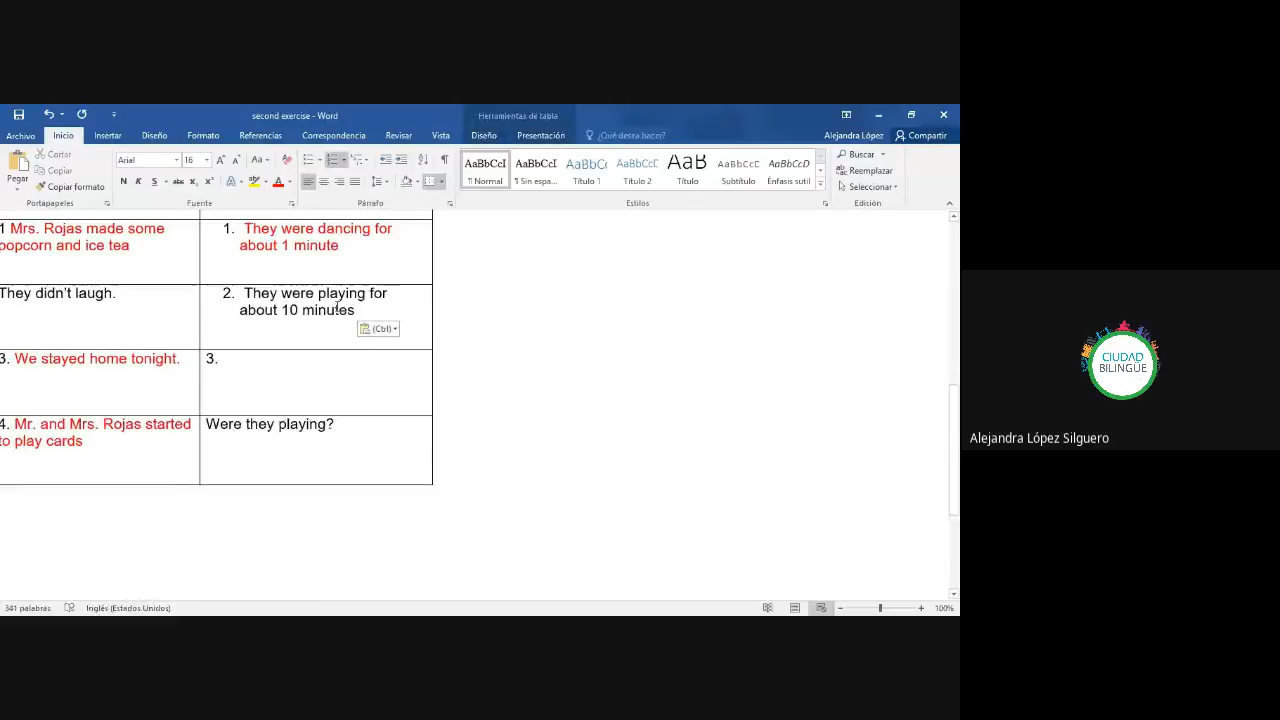 second exercise - Word
Herramientas de tabla
Archivo Inicio Insertar Diseño Formato Referencias Correspondencia Revisar Vista Diseño Presentación ¿Qué desea hacer? Alejandra López Compartir
Pegar
Cortar
Copiar
Copiar formato
Arial 16
N K S abc x₂ x²
AaBbCcI AaBbCcI AaBbC AaBbCcC AaB AaBbCcC AaBbCcI
¶ Normal ¶ Sin espa... Título 1 Título 2 Título Subtítulo Énfasis sutil
Buscar
Reemplazar
Seleccionar
Portapapeles Fuente Párrafo Estilos Edición
1 Mrs. Rojas made some
popcorn and ice tea
1. They were dancing for
about 1 minute
They didn't laugh.
2. They were playing for
about 10 minutes
(Ctrl)
3. We stayed home tonight.
3.
4. Mr. and Mrs. Rojas started
to play cards
Were they playing?
341 palabras Inglés (Estados Unidos) 100%
CIUDAD
BILINGÜE
Alejandra López Silguero